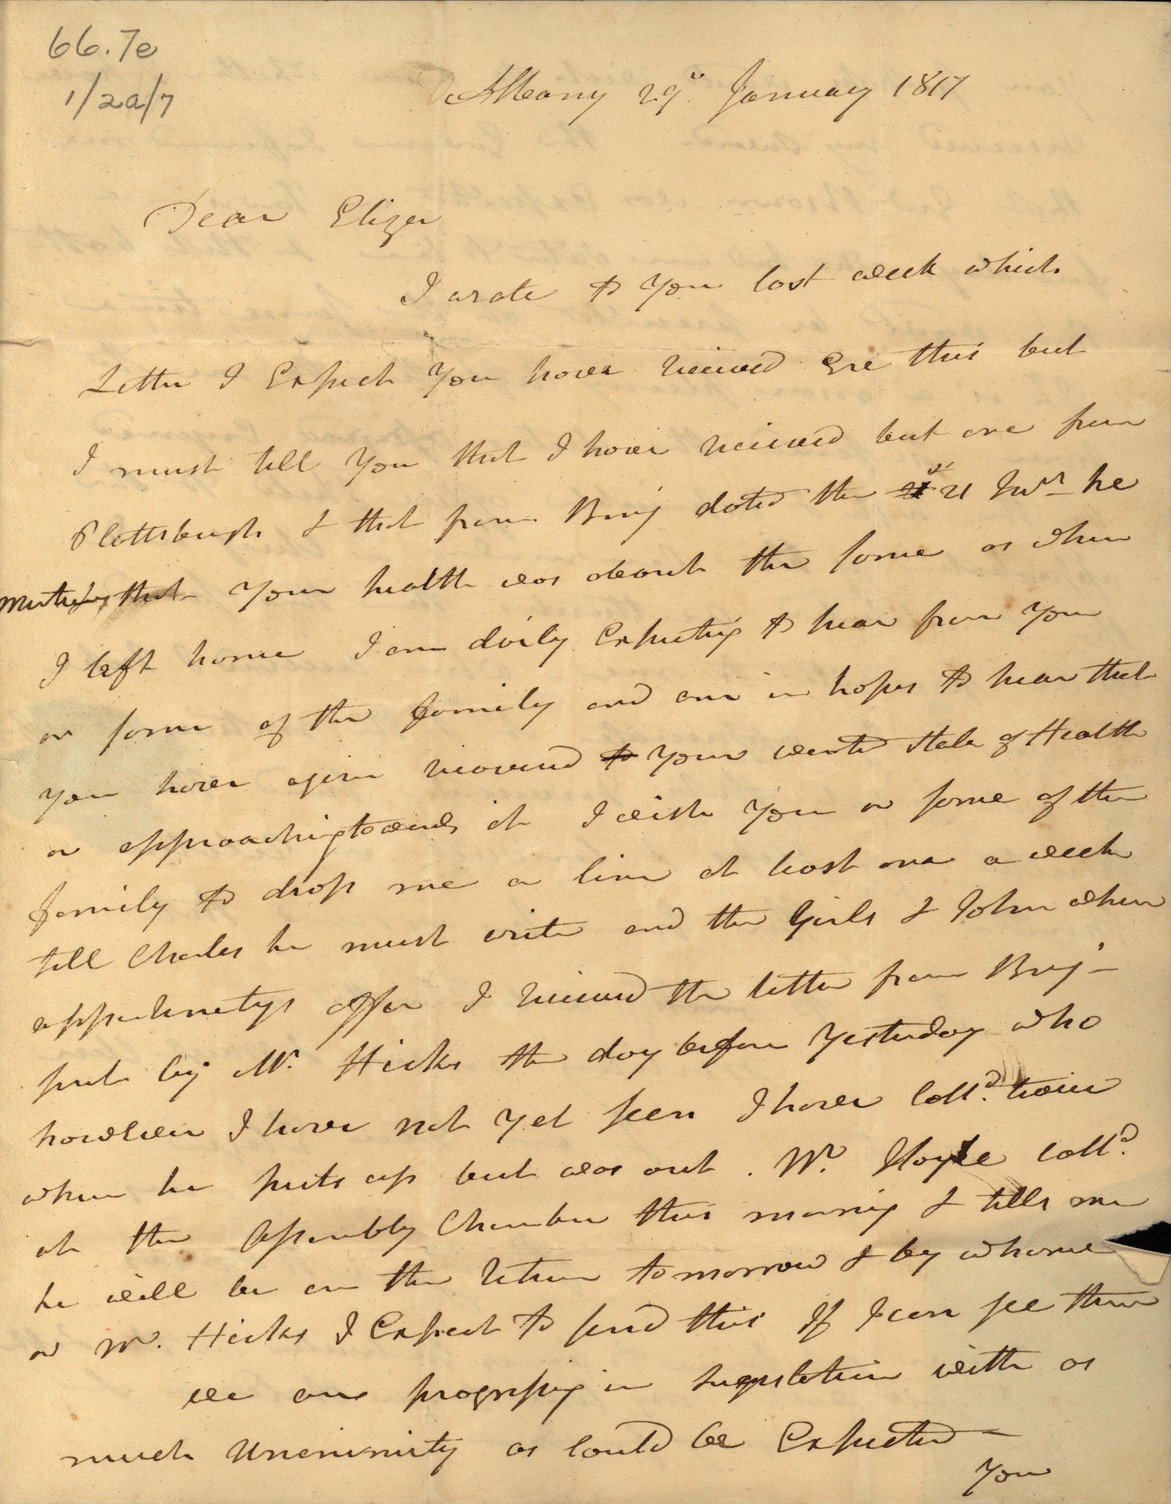 66.7e
1/2a/7
Albany 29th January 1817
Dear Eliza
I wrote to you last week which
Letter I Expect you have received Ere this but
I must tell you that I have received but one from
Plattsburgh & that from Benj dated the 21 he
that your health was about the same as when
I left home I am daily Expecting to hear from you
or some of the family and am in hopes to hear that
you have again recovered to your wonted state of Health
or approaching towards it I wish you or some of the
family to drop me a line at least once a week
tell Charles he must write and the Girls & John when
oppertunetys offer I received the letter from Benj
sent by Mr. Hicks the day before yesterday who
however I have not yet seen I have calld. twice
where he puts up but was out. Mr. Hoyle calld.
at the Assembly Chamber this morning & tells me
he will be on the return tomorrow & by whome
or Mr. Hicks I Expect to send this If I can see them
we are progressing in legislation with as
much Unanimity as could be Expected
You